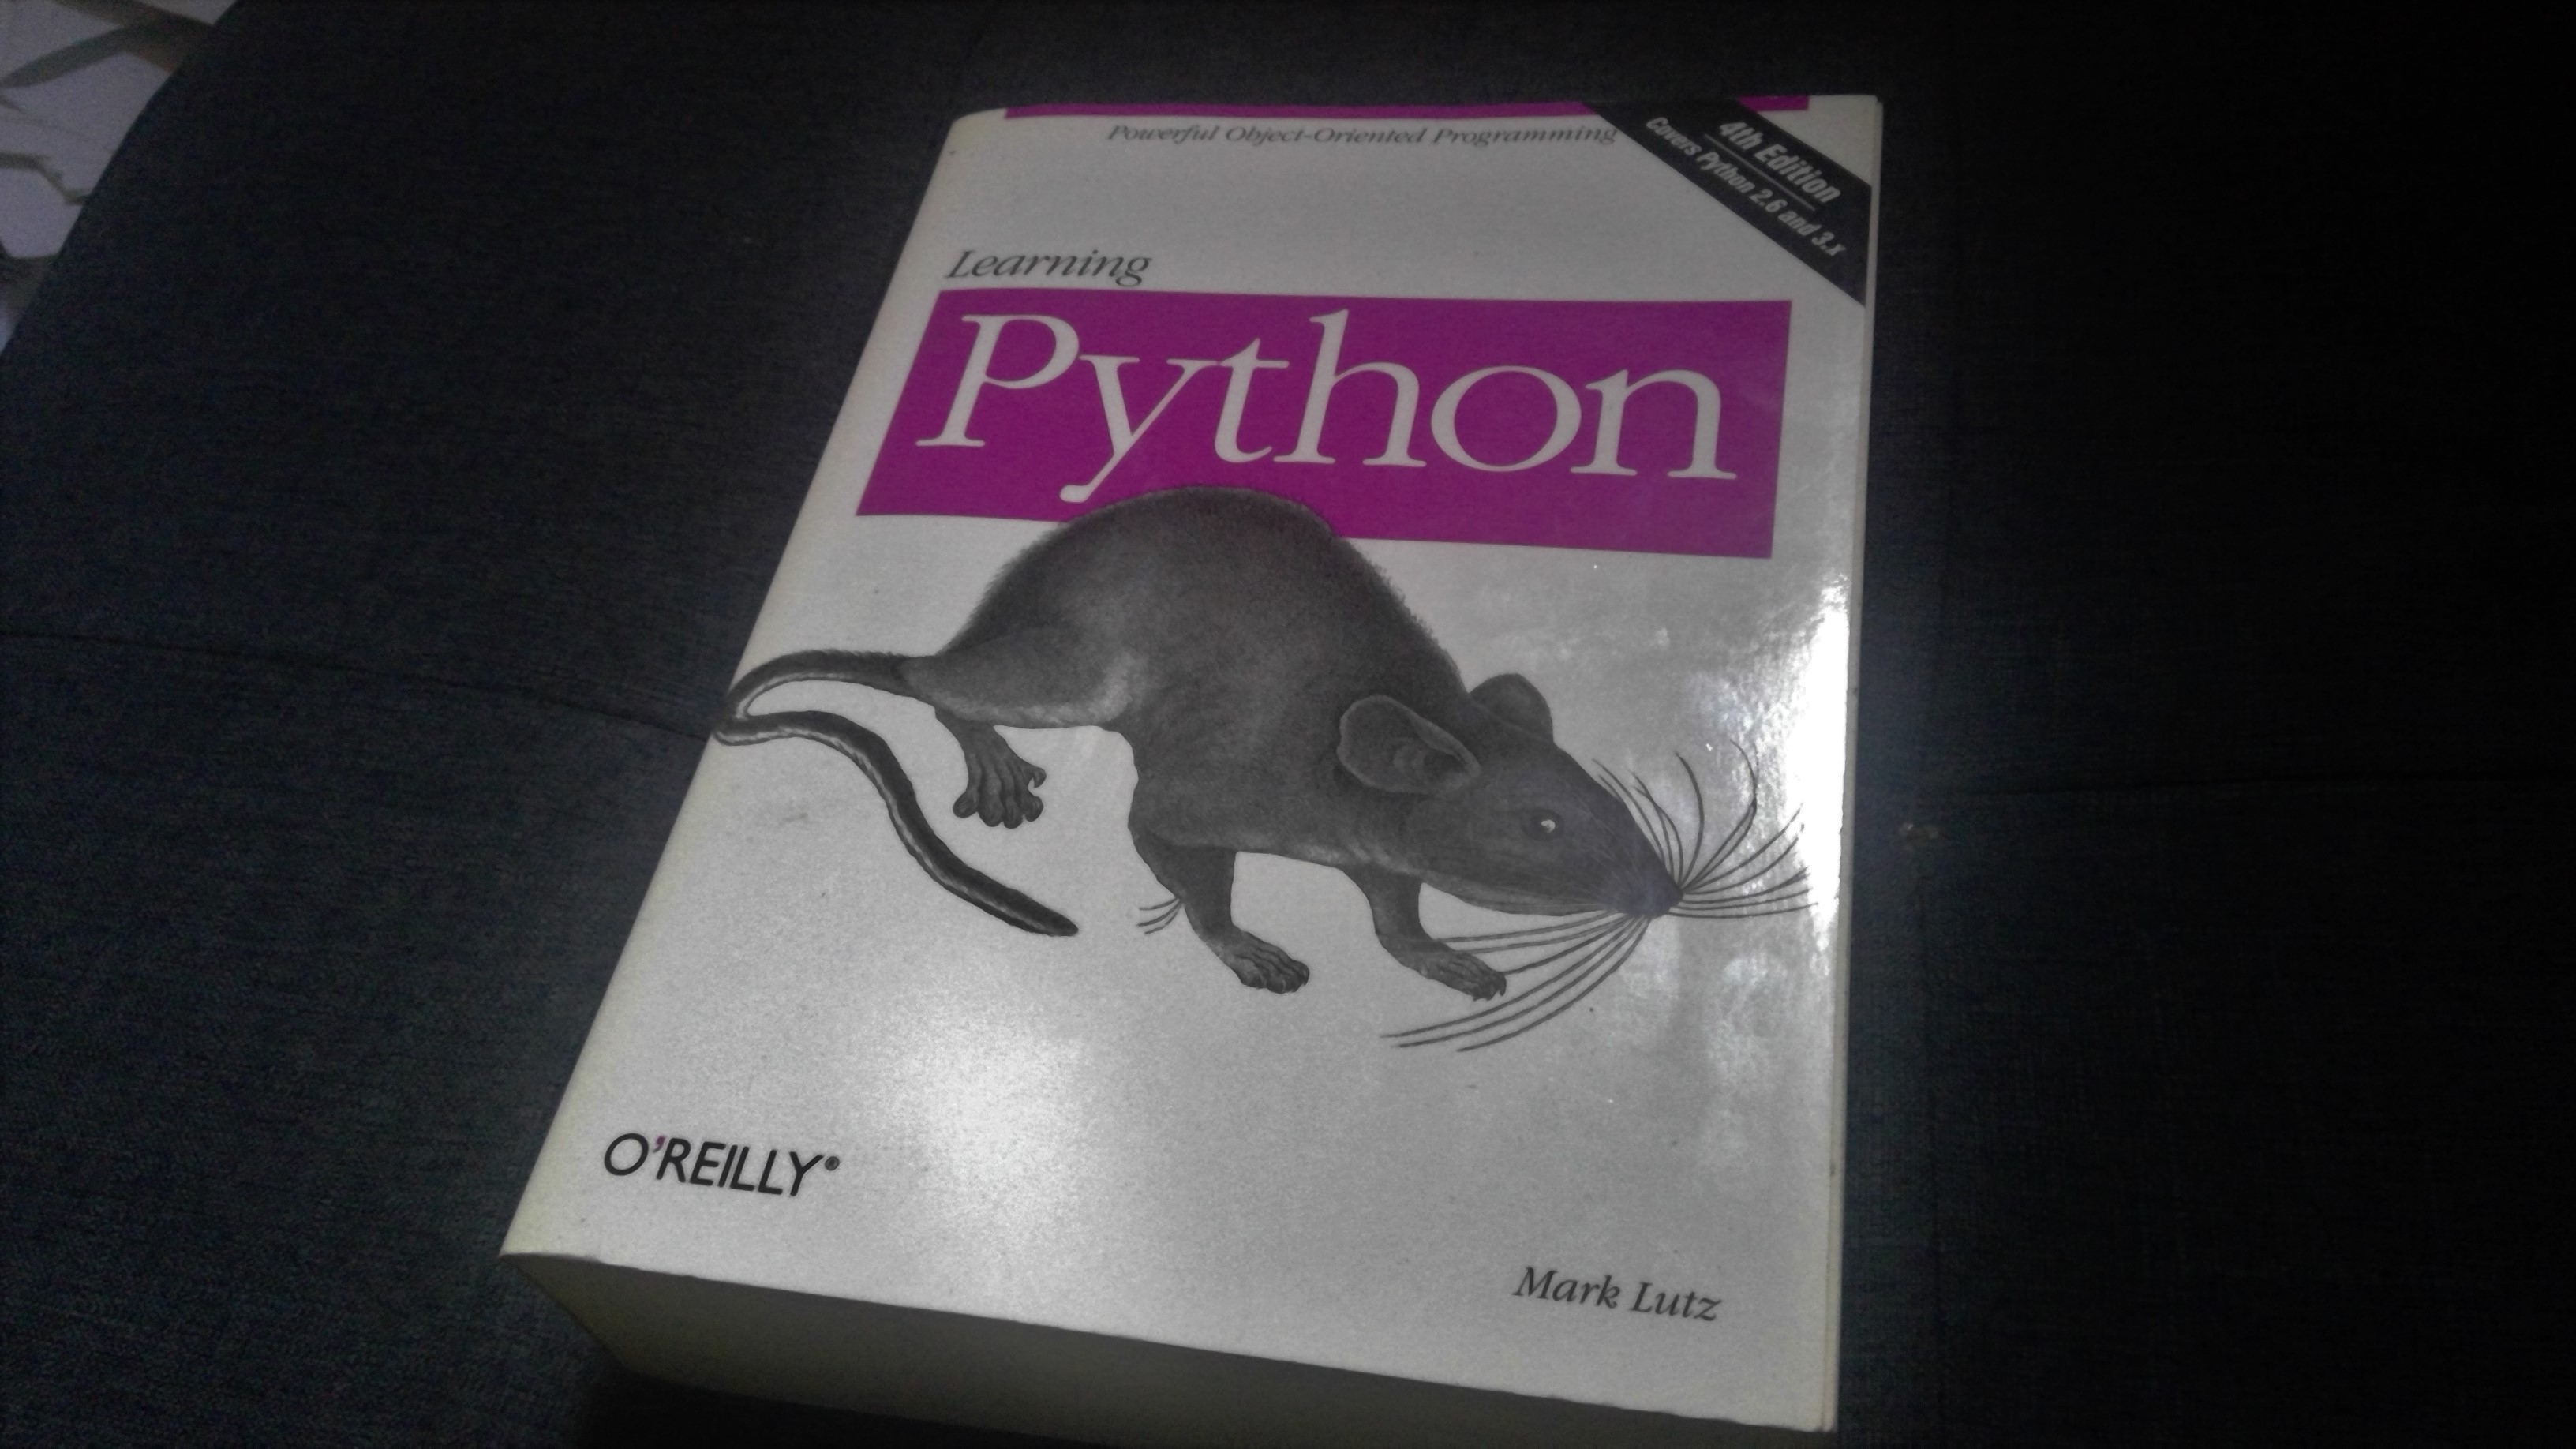 Powerful Object-Oriented Programming
4th Edition
Covers Python 2.6 and 3.x
Learning
Python
O'REILLY®
Mark Lutz